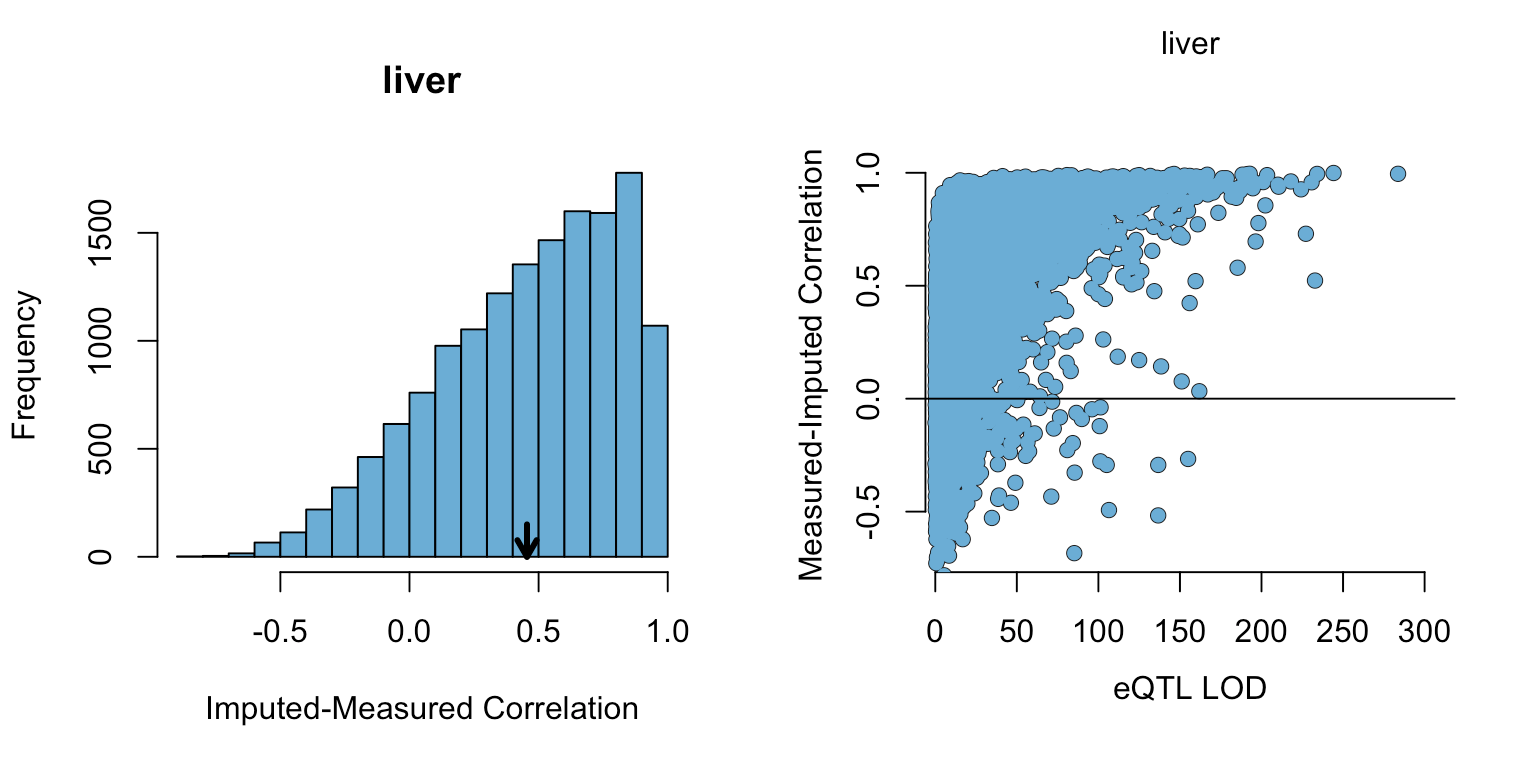 liver
Frequency
0
500
1000
1500
-0.5 0.0 0.5 1.0
Imputed-Measured Correlation
liver
Measured-Imputed Correlation
-0.5
0.0
0.5
1.0
0 50 100 150 200 250 300
eQTL LOD